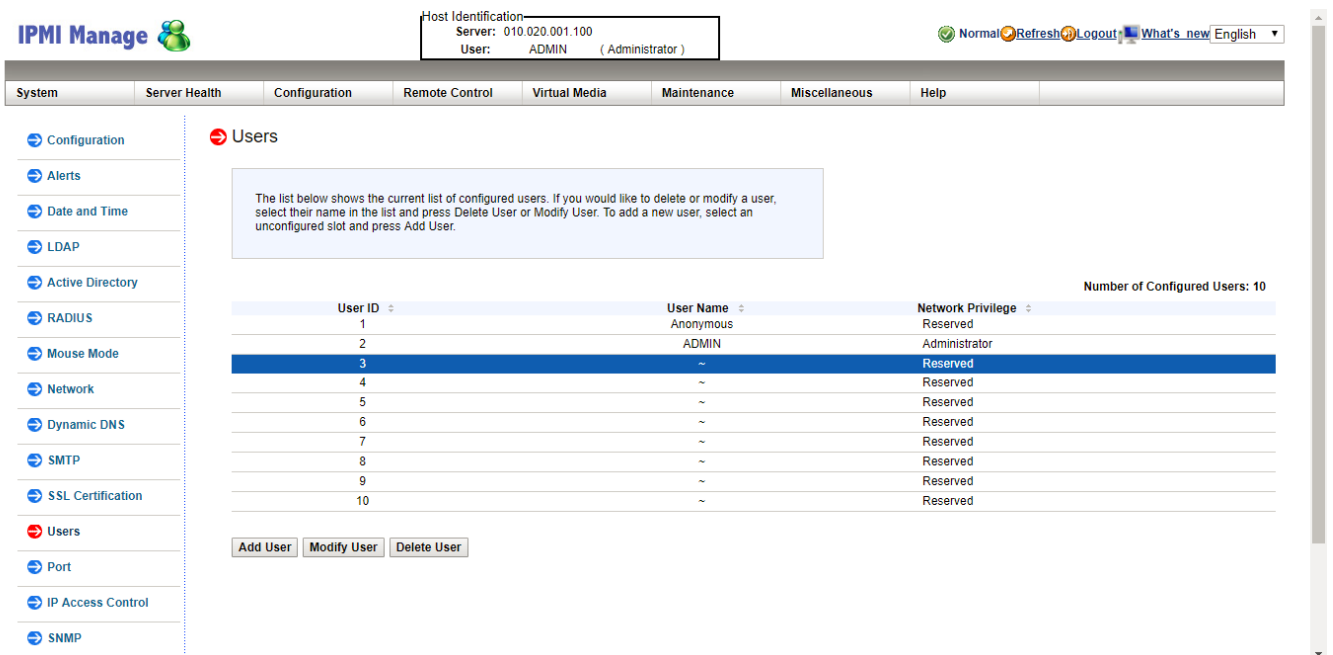 IPMI Manage
Host Identification
Server: 010.020.001.100
User: ADMIN ( Administrator )
Normal Refresh Logout What's new English
System Server Health Configuration Remote Control Virtual Media Maintenance Miscellaneous Help
Configuration
Alerts
Date and Time
LDAP
Active Directory
RADIUS
Mouse Mode
Network
Dynamic DNS
SMTP
SSL Certification
Users
Port
IP Access Control
SNMP
Users
The list below shows the current list of configured users. If you would like to delete or modify a user,
select their name in the list and press Delete User or Modify User. To add a new user, select an
unconfigured slot and press Add User.
Number of Configured Users: 10
User ID User Name Network Privilege
1 Anonymous Reserved
2 ADMIN Administrator
3 ~ Reserved
4 ~ Reserved
5 ~ Reserved
6 ~ Reserved
7 ~ Reserved
8 ~ Reserved
9 ~ Reserved
10 ~ Reserved
Add User Modify User Delete User